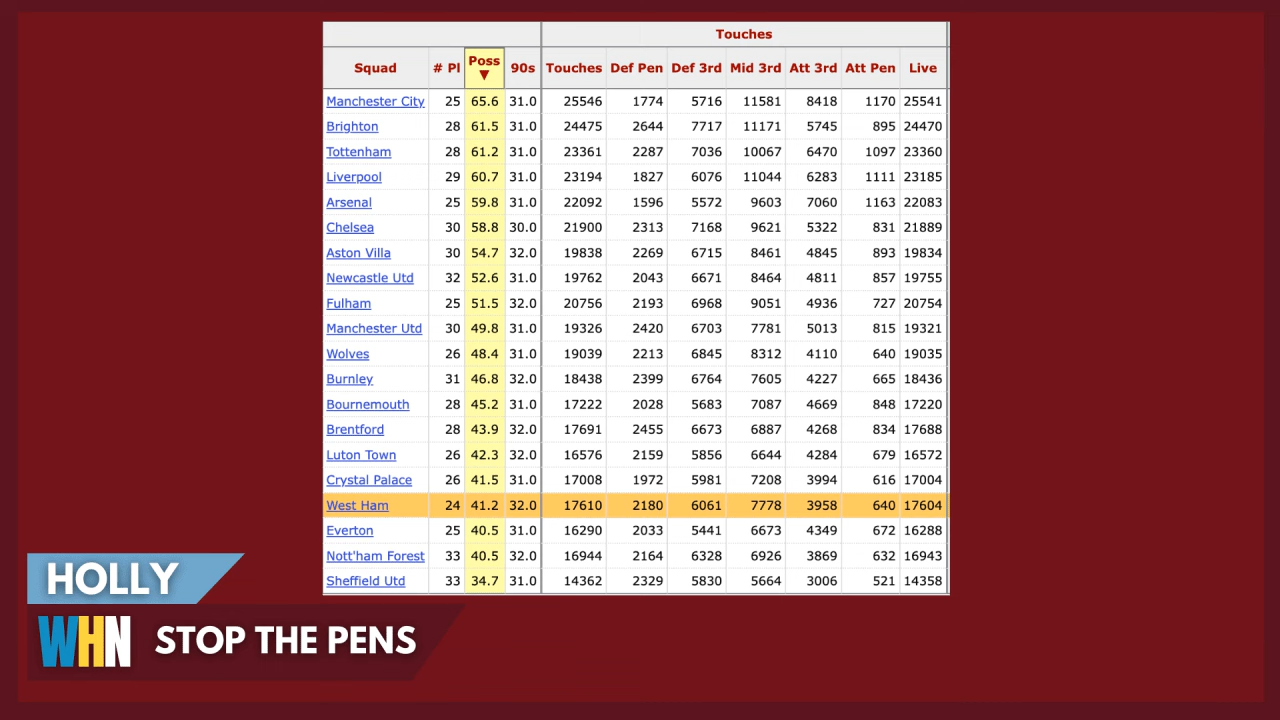 Touches
Squad # Pl Poss ▼ 90s Touches Def Pen Def 3rd Mid 3rd Att 3rd Att Pen Live
Manchester City 25 65.6 31.0 25546 1774 5716 11581 8418 1170 25541
Brighton 28 61.5 31.0 24475 2644 7717 11171 5745 895 24470
Tottenham 28 61.2 31.0 23361 2287 7036 10067 6470 1097 23360
Liverpool 29 60.7 31.0 23194 1827 6076 11044 6283 1111 23185
Arsenal 25 59.8 31.0 22092 1596 5572 9603 7060 1163 22083
Chelsea 30 58.8 30.0 21900 2313 7168 9621 5322 831 21889
Aston Villa 30 54.7 32.0 19838 2269 6715 8461 4845 893 19834
Newcastle Utd 32 52.6 31.0 19762 2043 6671 8464 4811 857 19755
Fulham 25 51.5 32.0 20756 2193 6968 9051 4936 727 20754
Manchester Utd 30 49.8 31.0 19326 2420 6703 7781 5013 815 19321
Wolves 26 48.4 31.0 19039 2213 6845 8312 4110 640 19035
Burnley 31 46.8 32.0 18438 2399 6764 7605 4227 665 18436
Bournemouth 28 45.2 31.0 17222 2028 5683 7087 4669 848 17220
Brentford 28 43.9 32.0 17691 2455 6673 6887 4268 834 17688
Luton Town 26 42.3 32.0 16576 2159 5856 6644 4284 679 16572
Crystal Palace 26 41.5 31.0 17008 1972 5981 7208 3994 616 17004
West Ham 24 41.2 32.0 17610 2180 6061 7778 3958 640 17604
Everton 25 40.5 31.0 16290 2033 5441 6673 4349 672 16288
Nott'ham Forest 33 40.5 32.0 16944 2164 6328 6926 3869 632 16943
Sheffield Utd 33 34.7 31.0 14362 2329 5830 5664 3006 521 14358
HOLLY
WHN STOP THE PENS